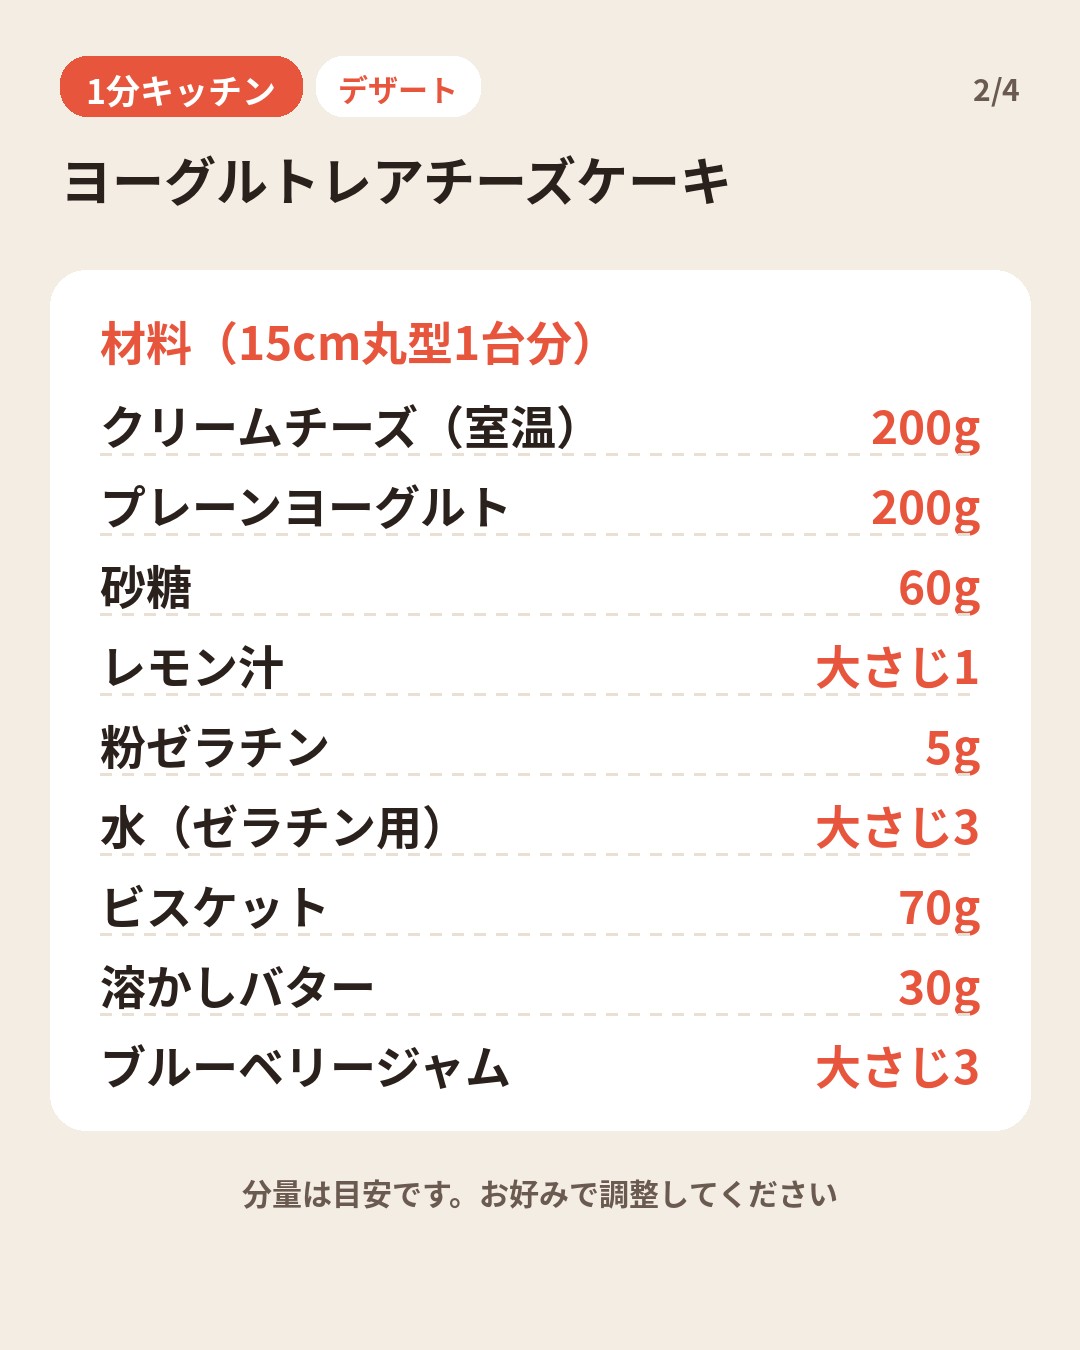 1分キッチン デザート 2/4
ヨーグルトレアチーズケーキ
材料（15cm丸型1台分）
クリームチーズ（室温） 200g
プレーンヨーグルト 200g
砂糖 60g
レモン汁 大さじ1
粉ゼラチン 5g
水（ゼラチン用） 大さじ3
ビスケット 70g
溶かしバター 30g
ブルーベリージャム 大さじ3
分量は目安です。お好みで調整してください